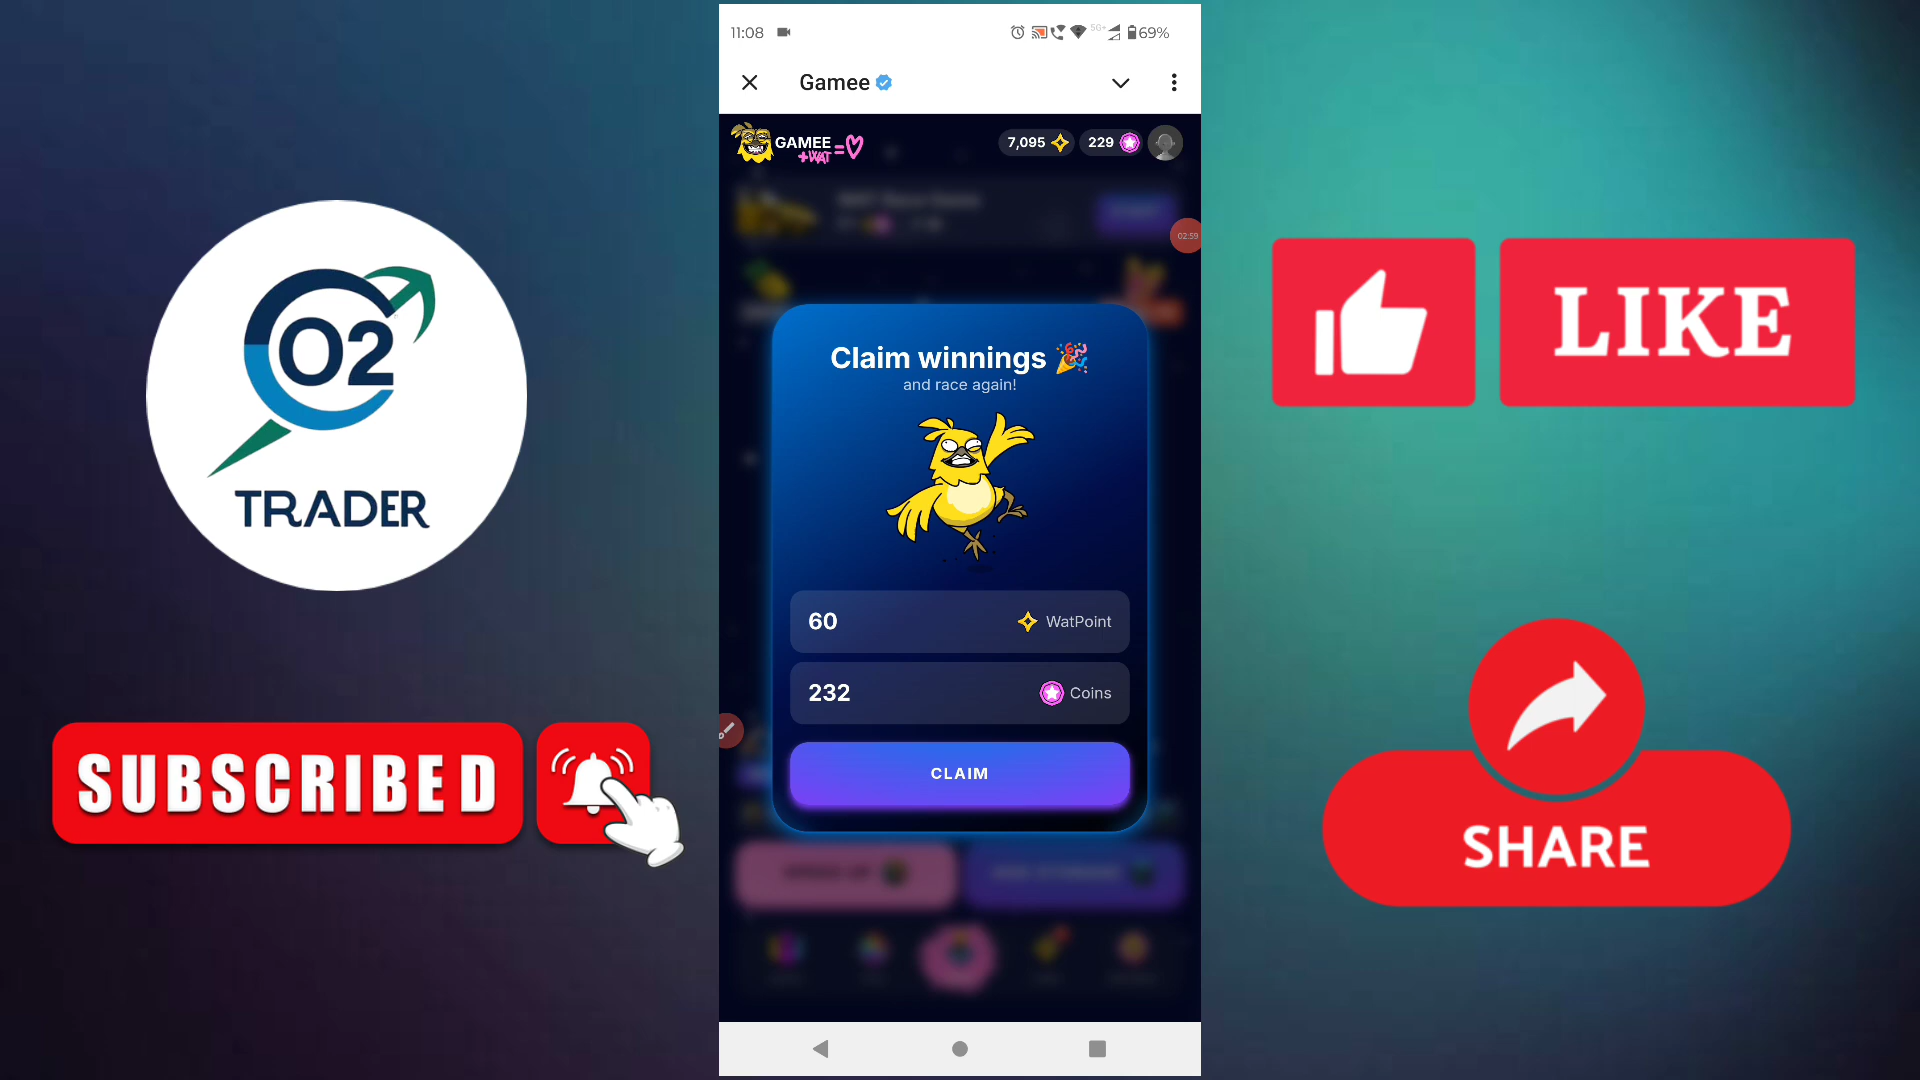 11:08
5G+
69%
Gamee
GAMEE
+WAT=
7,095
229
02:59
Claim winnings
and race again!
60
WatPoint
232
Coins
CLAIM
O2
TRADER
SUBSCRIBED
LIKE
SHARE